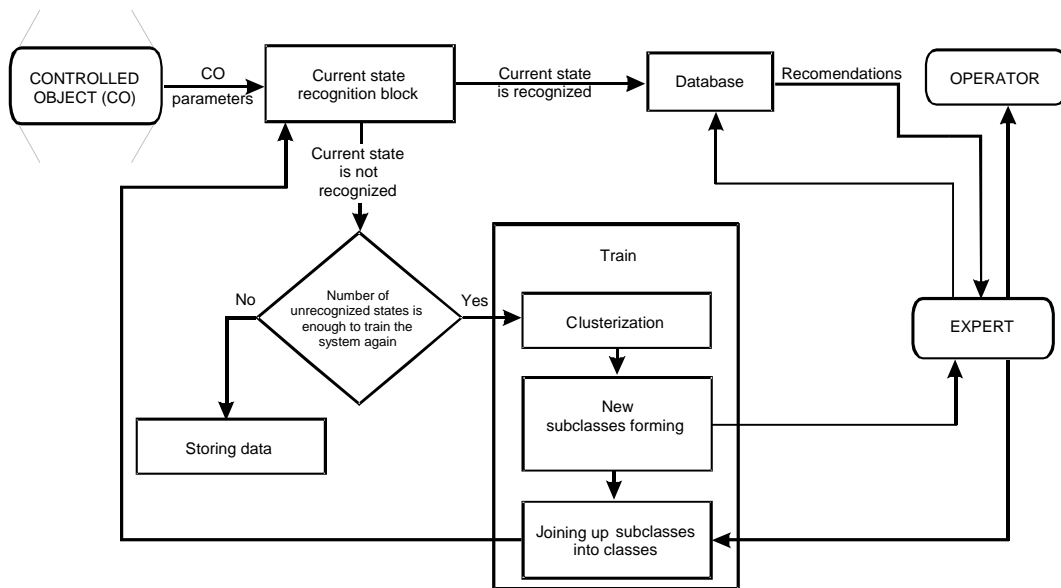 CONTROLLED
OBJECT (CO)
CO
parameters
Current state
recognition block
Current state
is recognized
Database
Recomendations
OPERATOR
Current state
is not
recognized
Train
No
Number of
unrecognized states is
enough to train the
system again
Yes
Clusterization
EXPERT
New
subclasses forming
Storing data
Joining up subclasses
into classes